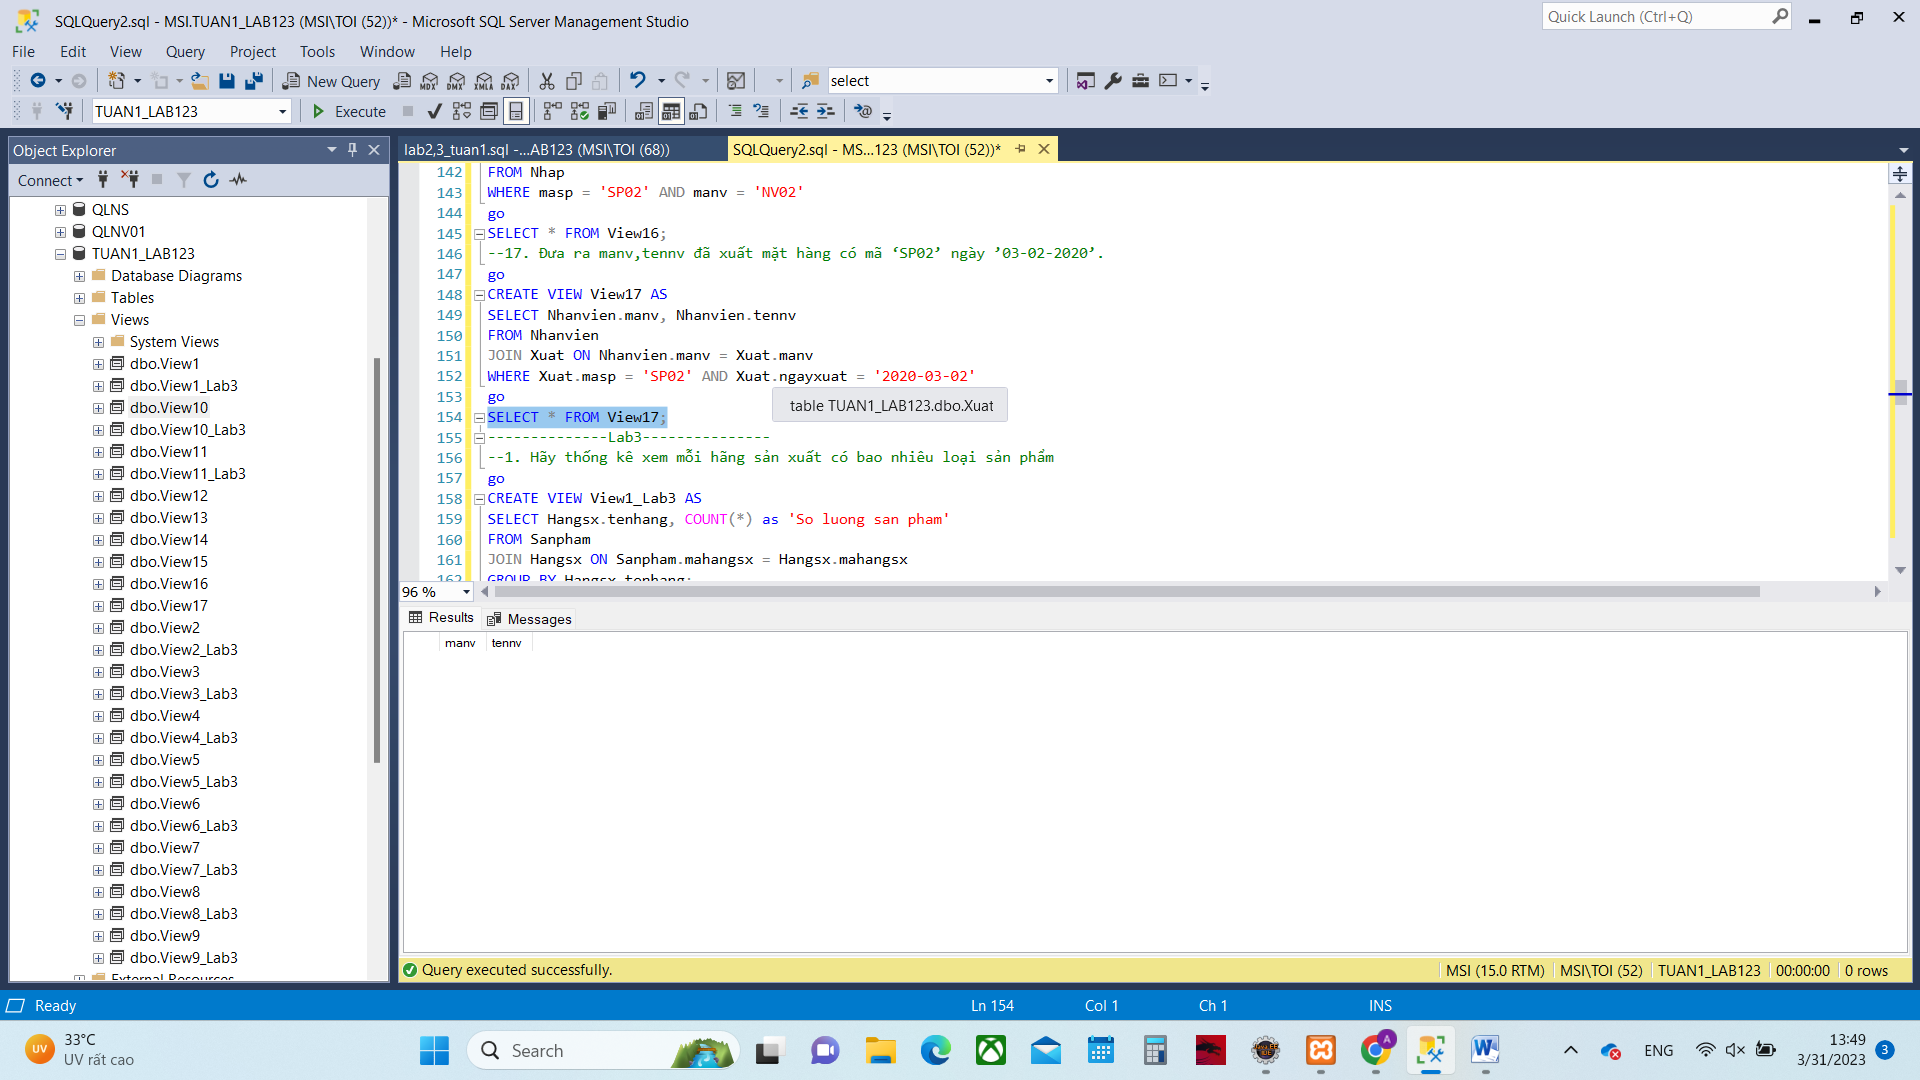 SQLQuery2.sql - MSI.TUAN1_LAB123 (MSI\TOI (52))* - Microsoft SQL Server Management Studio
Quick Launch (Ctrl+Q)
File Edit View Query Project Tools Window Help
New Query
MDX DMX XMLA DAX
select
TUAN1_LAB123
Execute
Object Explorer
Connect
QLNS
QLNV01
TUAN1_LAB123
Database Diagrams
Tables
Views
System Views
dbo.View1
dbo.View1_Lab3
dbo.View10
dbo.View10_Lab3
dbo.View11
dbo.View11_Lab3
dbo.View12
dbo.View13
dbo.View14
dbo.View15
dbo.View16
dbo.View17
dbo.View2
dbo.View2_Lab3
dbo.View3
dbo.View3_Lab3
dbo.View4
dbo.View4_Lab3
dbo.View5
dbo.View5_Lab3
dbo.View6
dbo.View6_Lab3
dbo.View7
dbo.View7_Lab3
dbo.View8
dbo.View8_Lab3
dbo.View9
dbo.View9_Lab3
External Resources
lab2,3_tuan1.sql -...AB123 (MSI\TOI (68))
SQLQuery2.sql - MS...123 (MSI\TOI (52))*
142 FROM Nhap
143 WHERE masp = 'SP02' AND manv = 'NV02'
144 go
145 SELECT * FROM View16;
146 --17. Đưa ra manv,tennv đã xuất mặt hàng có mã ‘SP02’ ngày ’03-02-2020’.
147 go
148 CREATE VIEW View17 AS
149 SELECT Nhanvien.manv, Nhanvien.tennv
150 FROM Nhanvien
151 JOIN Xuat ON Nhanvien.manv = Xuat.manv
152 WHERE Xuat.masp = 'SP02' AND Xuat.ngayxuat = '2020-03-02'
153 go
table TUAN1_LAB123.dbo.Xuat
154 SELECT * FROM View17;
155 --------------Lab3---------------
156 --1. Hãy thống kê xem mỗi hãng sản xuất có bao nhiêu loại sản phẩm
157 go
158 CREATE VIEW View1_Lab3 AS
159 SELECT Hangsx.tenhang, COUNT(*) as 'So luong san pham'
160 FROM Sanpham
161 JOIN Hangsx ON Sanpham.mahangsx = Hangsx.mahangsx
162 GROUP BY Hangsx.tenhang;
96 %
Results Messages
manv tennv
Query executed successfully.
MSI (15.0 RTM) MSI\TOI (52) TUAN1_LAB123 00:00:00 0 rows
Ready Ln 154 Col 1 Ch 1 INS
UV
33°C
UV rất cao
Search
A
ENG
13:49
3/31/2023
3